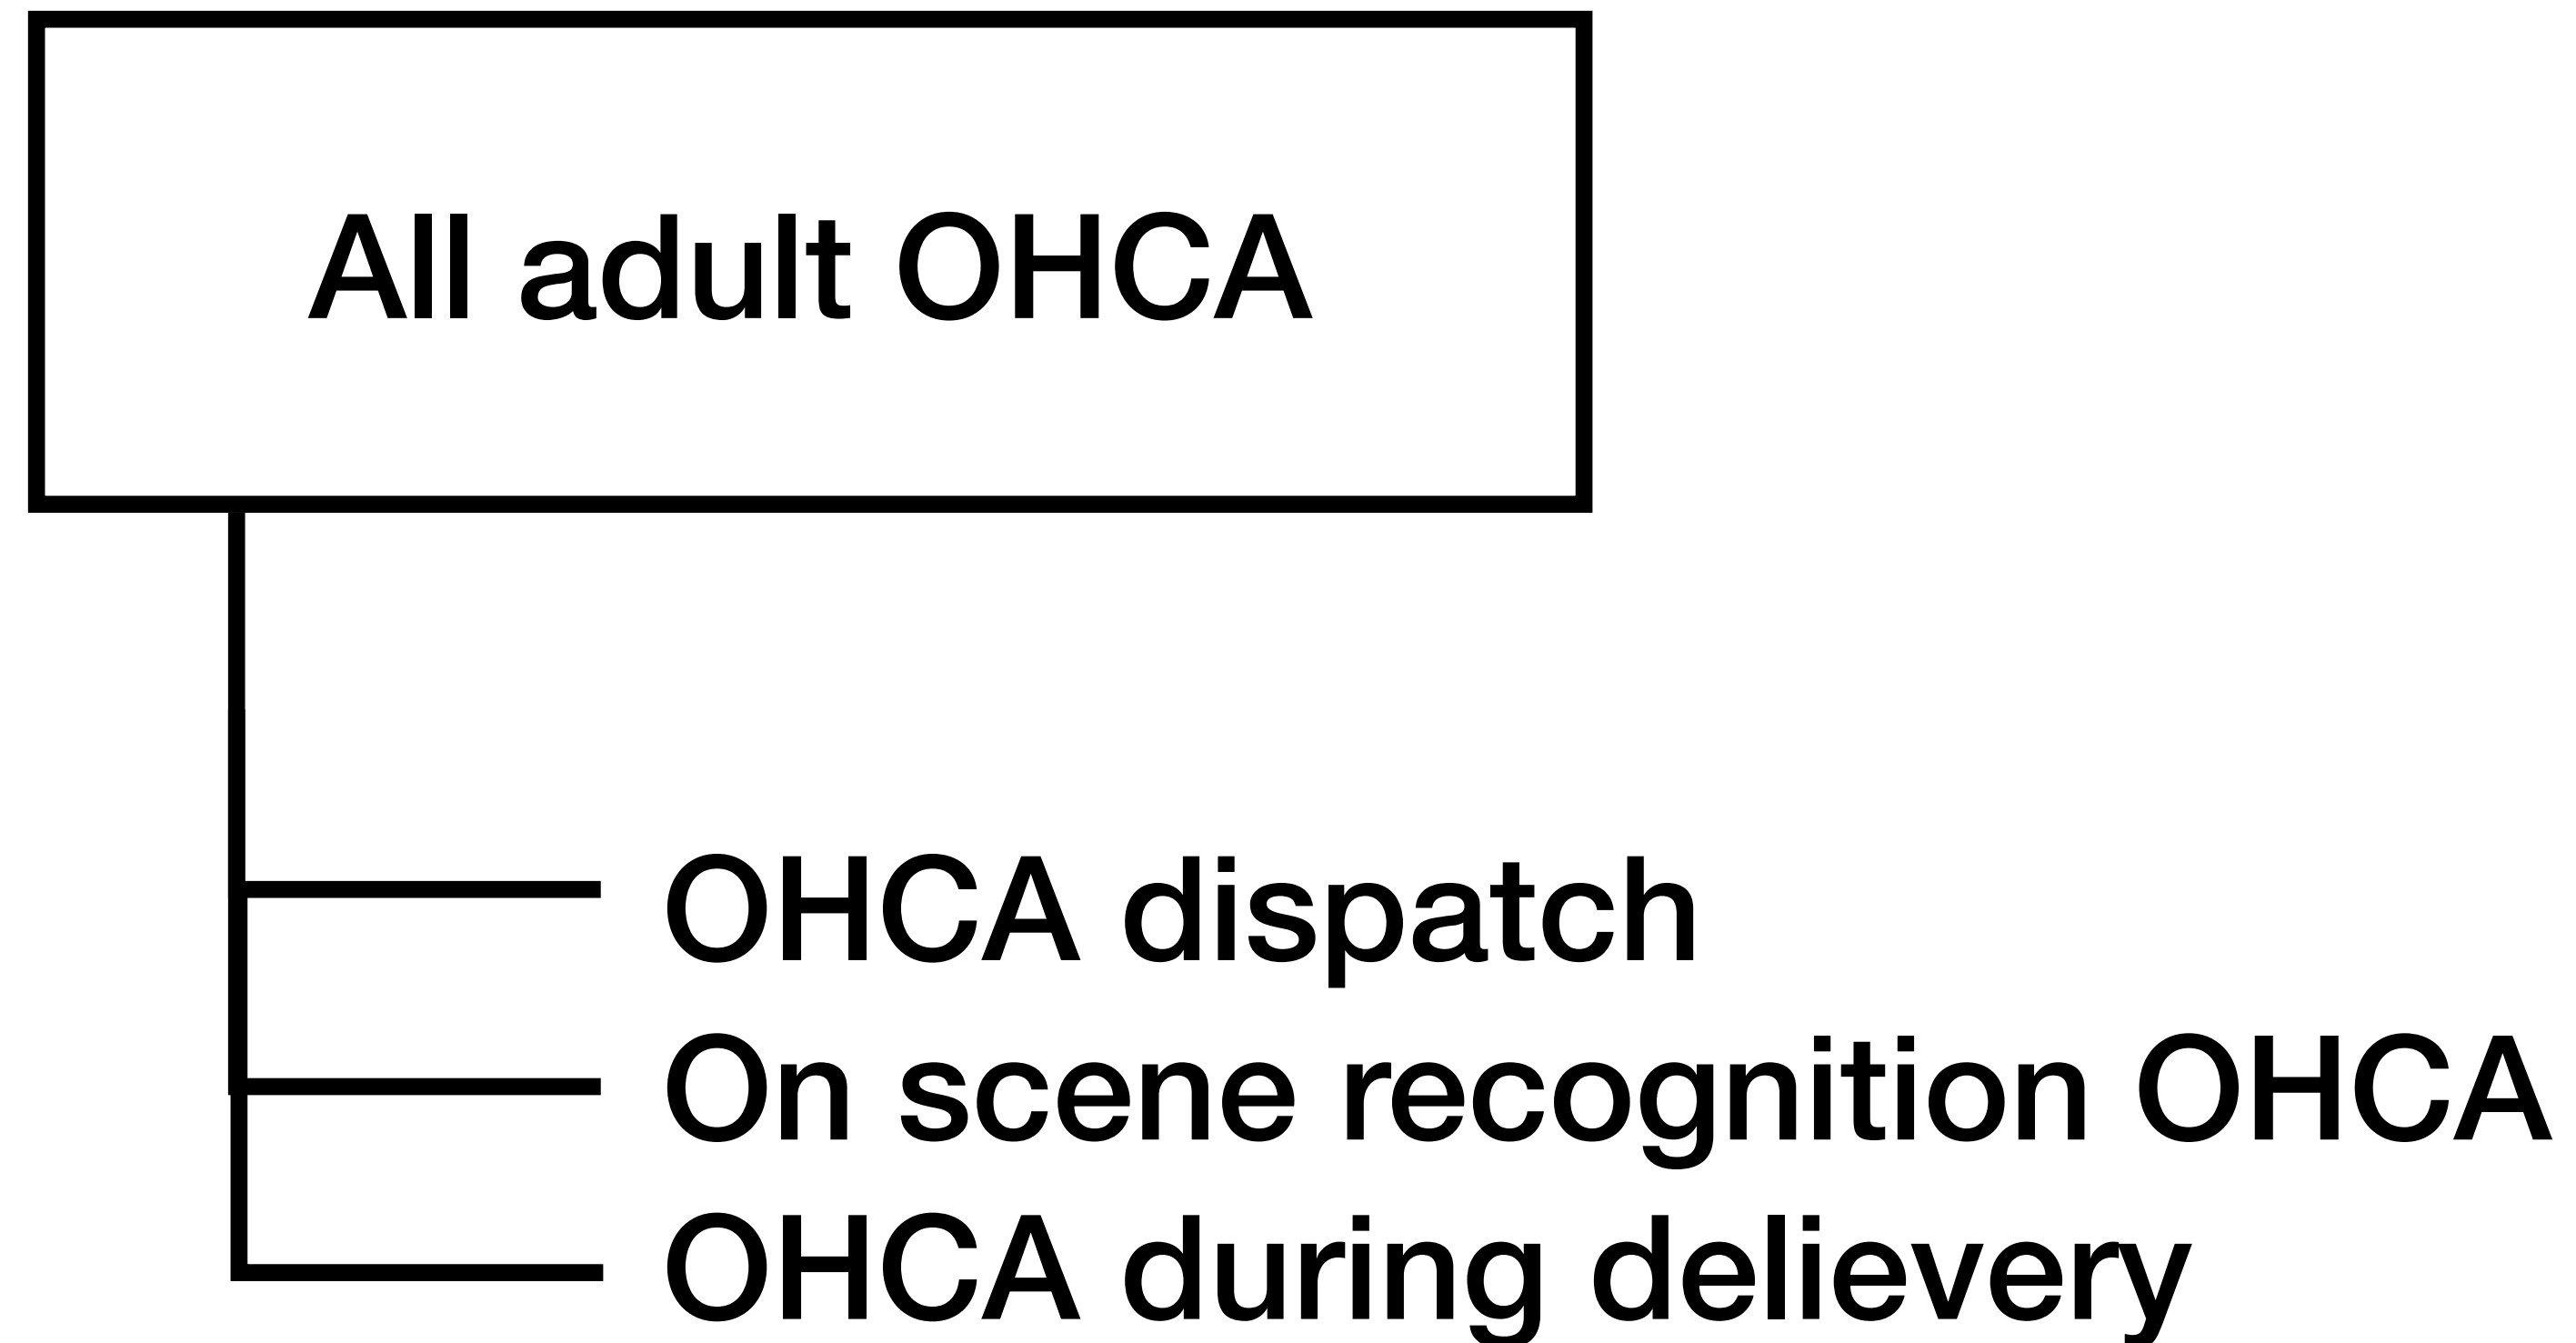 All adult OHCA
OHCA dispatch
On scene recognition OHCA
OHCA during delievery